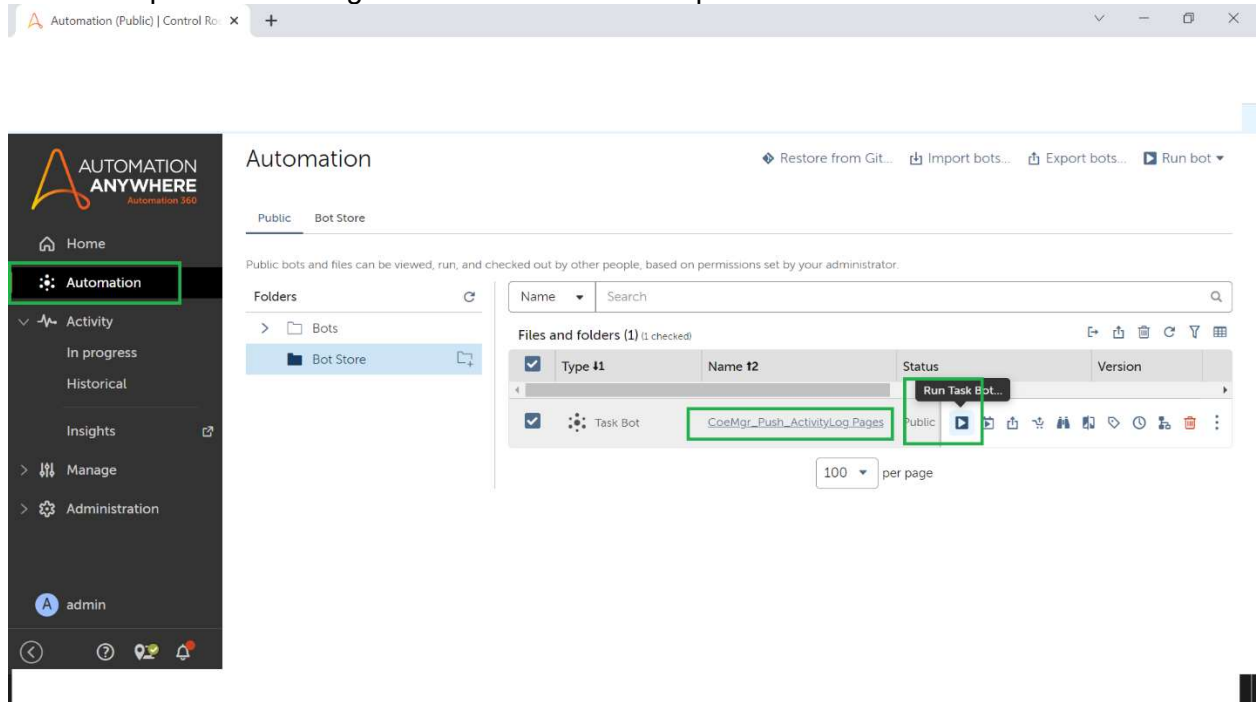 Automation (Public) | Control Ro
AUTOMATION
ANYWHERE
Automation 360
Home
Automation
Activity
In progress
Historical
Insights
Manage
Administration
A admin
Automation
Restore from Git... Import bots... Export bots... Run bot
Public Bot Store
Public bots and files can be viewed, run, and checked out by other people, based on permissions set by your administrator.
Folders
Bots
Bot Store
Name Search
Files and folders (1) (1 checked)
Type Name Status Version
Run Task Bot...
Task Bot CoeMgr_Push_ActivityLog.Pages Public
100 per page